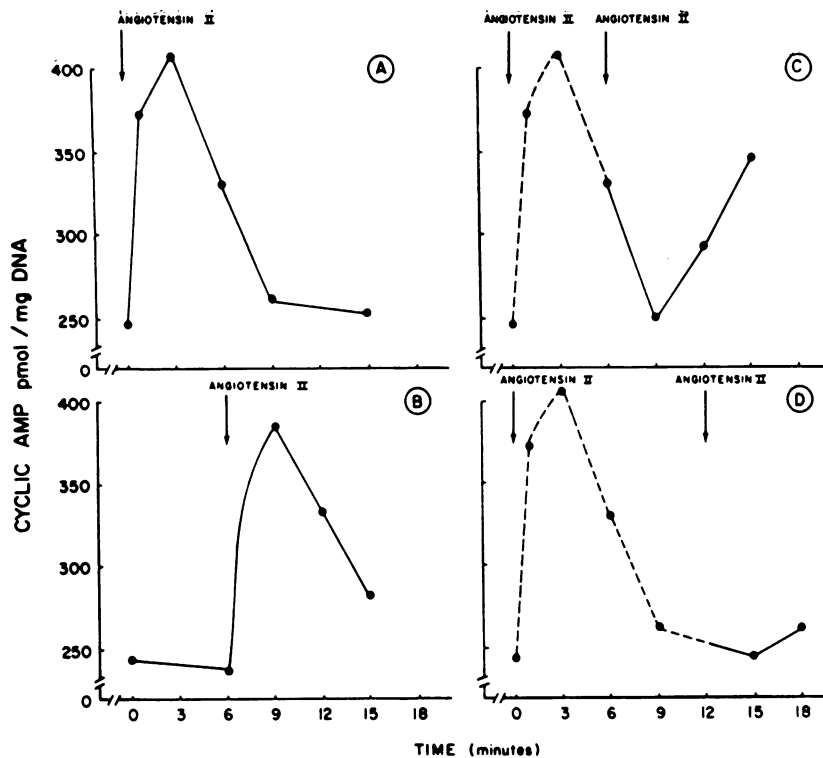 ANGIOTENSIN II
ANGIOTENSIN II
ANGIOTENSIN II
A
C
400
350
300
250
0
CYCLIC AMP pmol/mg DNA
ANGIOTENSIN II
ANGIOTENSIN II
ANGIOTENSIN II
B
D
400
350
300
250
0
0 3 6 9 12 15 18
0 3 6 9 12 15 18
TIME (minutes)